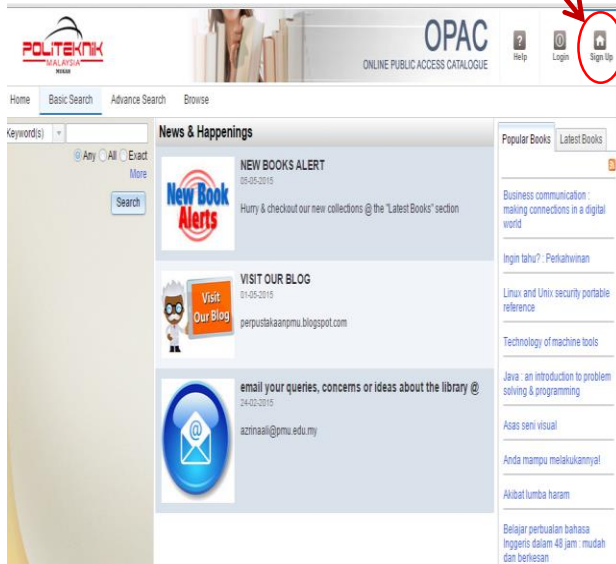 POLITEKNIK
MALAYSIA
MUKAH
OPAC
ONLINE PUBLIC ACCESS CATALOGUE
Help
Login
Sign Up
Home
Basic Search
Advance Search
Browse
Keyword(s)
Any
All
Exact
More
Search
News & Happenings
New Book
Alerts
NEW BOOKS ALERT
05-05-2015
Hurry & checkout our new collections @ the "Latest Books" section
Visit
Our Blog
VISIT OUR BLOG
01-05-2015
perpustakaanpmu.blogspot.com
@
email your queries, concerns or ideas about the library @
24-02-2015
azrinaali@pmu.edu.my
Popular Books
Latest Books
Business communication :
making connections in a digital
world
Ingin tahu? : Perkahwinan
Linux and Unix security portable
reference
Technology of machine tools
Java : an introduction to problem
solving & programming
Asas seni visual
Anda mampu melakukannya!
Akibat lumba haram
Belajar perbualan bahasa
Inggeris dalam 48 jam : mudah
dan berkesan